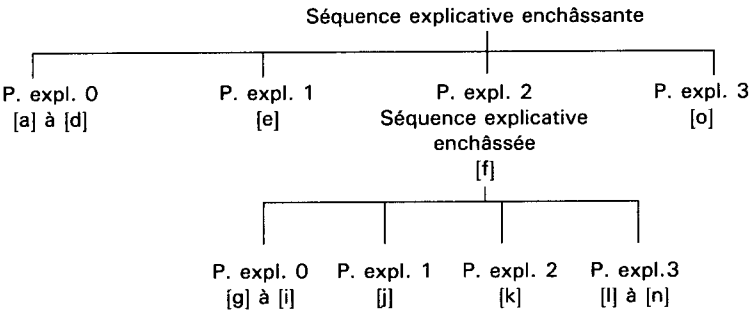 Séquence explicative enchâssante
P. expl. 0 P. expl. 1 P. expl. 2 P. expl. 3
[a] à [d] [e] Séquence explicative [o]
enchâssée
[f]
P. expl. 0 P. expl. 1 P. expl. 2 P. expl.3
[g] à [i] [j] [k] [l] à [n]